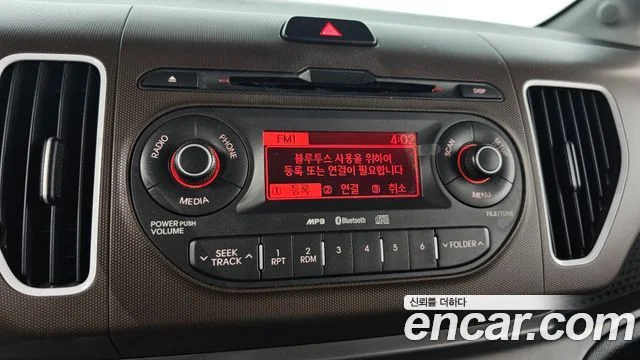 DISP
RADIO
PHONE
MEDIA
POWER PUSH
VOLUME
FM1 4:02
블루투스 사용을 위하여
등록 또는 연결이 필요합니다
① 등록 ② 연결 ③ 취소
MP3 Bluetooth
SCAN
SETUP
MENU
FILE/TUNE
SEEK
TRACK
1
RPT
2
RDM
3
4
5
6
FOLDER
신뢰를 더하다
encar.com